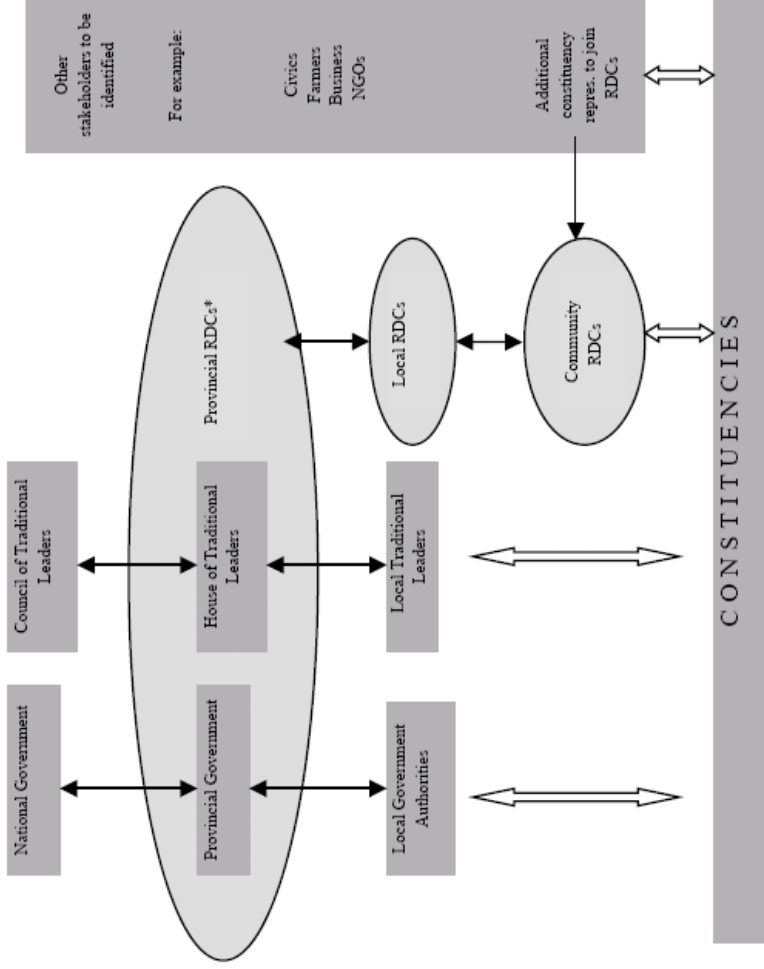 National Government
Council of Traditional
Leaders
Other
stakeholders to be
identified
For example:
Civics
Farmers
Business
NGOs
Additional
constituency
repres. to join
RDCs
Provincial Government
House of Traditional
Leaders
Provincial RDCs*
Local Government
Authorities
Local Traditional
Leaders
Local RDCs
Community
RDCs
CONSTITUENCIES